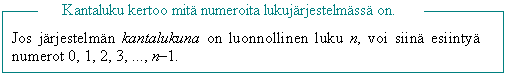 Kantaluku kertoo mitä numeroita lukujärjestelmässä on.
Jos järjestelmän kantalukuna on luonnollinen luku n, voi siinä esiintyä
numerot 0, 1, 2, 3, ..., n–1.